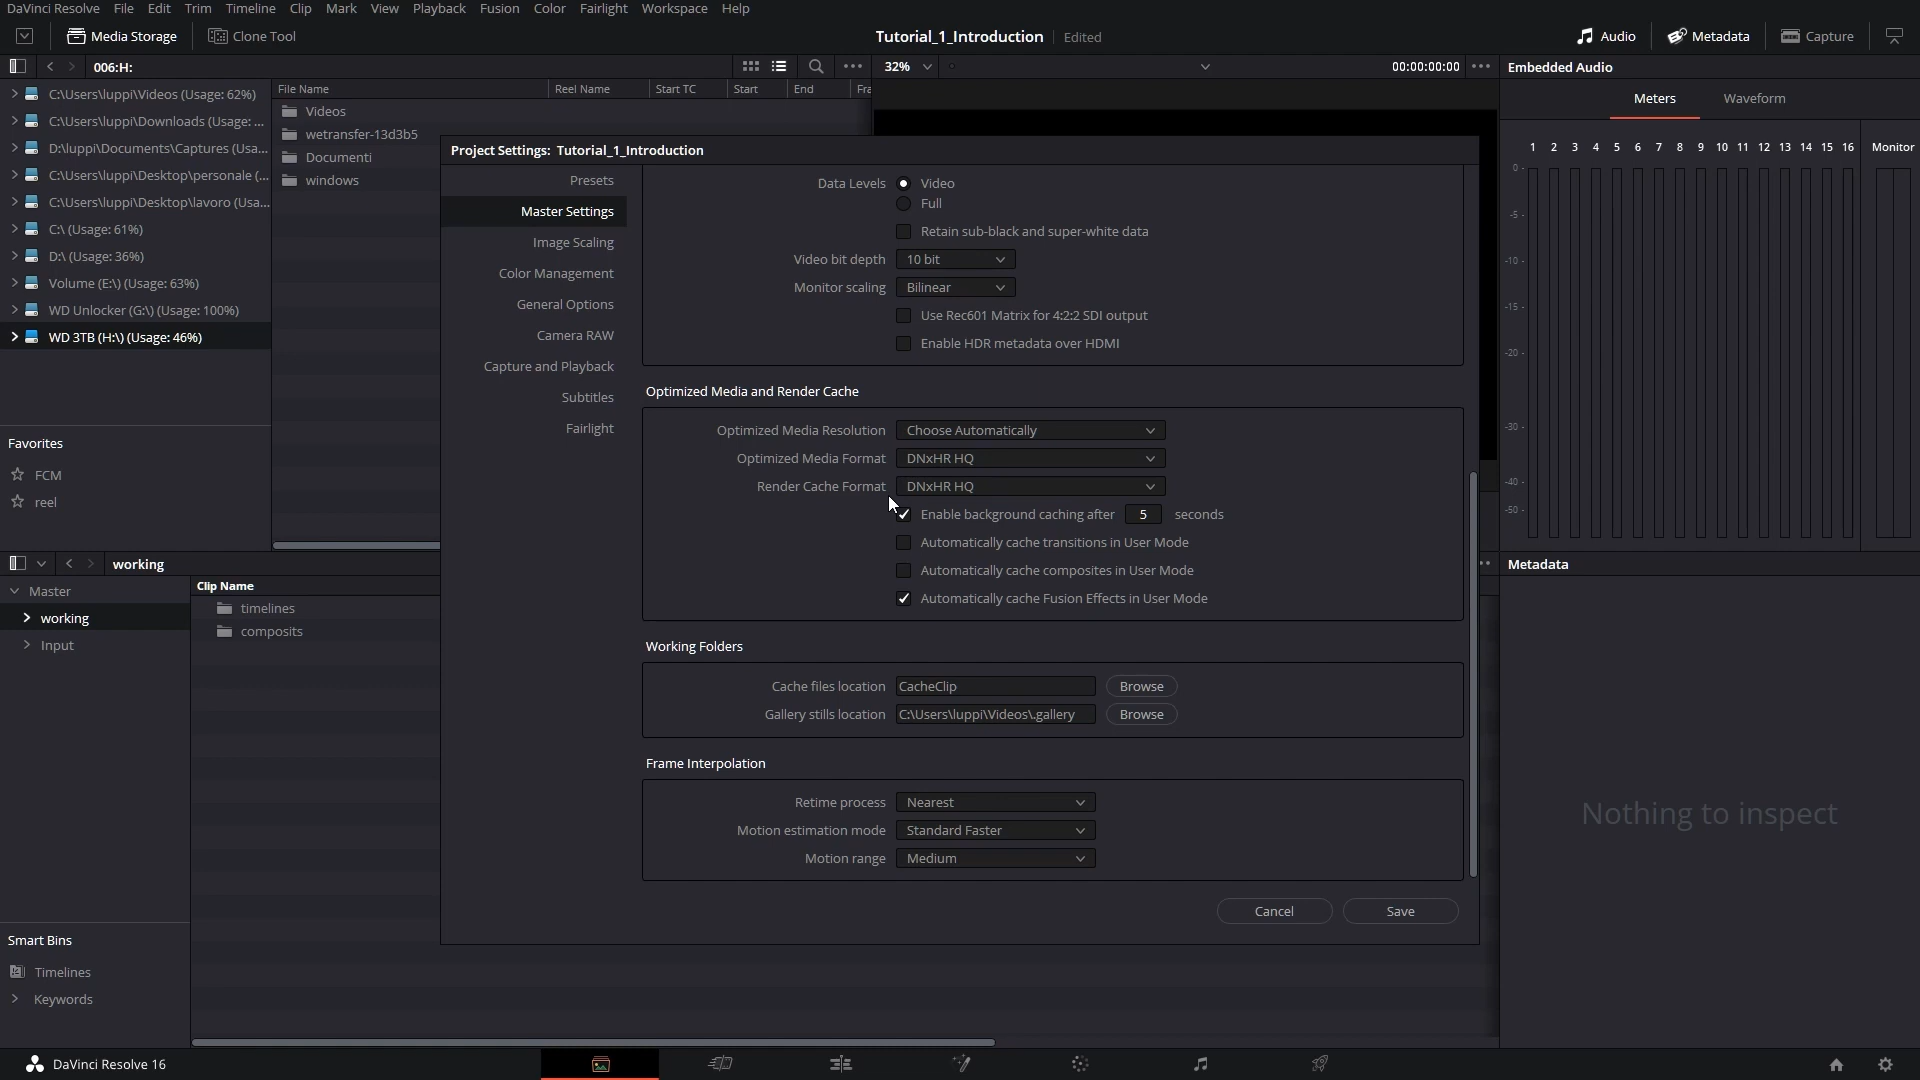 DaVinci Resolve File Edit Trim Timeline Clip Mark View Playback Fusion Color Fairlight Workspace Help
Media Storage Clone Tool Tutorial_1_Introduction Edited Audio Metadata Capture
006:H: 32% 00:00:00:00 Embedded Audio
File Name Reel Name Start TC Start End Fra
Meters Waveform
C:\Users\luppi\Videos (Usage: 62%)
C:\Users\luppi\Downloads (Usage: ...
D:\luppi\Documents\Captures (Usa...
C:\Users\luppi\Desktop\personale (...
C:\Users\luppi\Desktop\lavoro (Usa...
C:\ (Usage: 61%)
D:\ (Usage: 36%)
Volume (E:\) (Usage: 63%)
WD Unlocker (G:\) (Usage: 100%)
WD 3TB (H:\) (Usage: 46%)
Videos
wetransfer-13d3b5
Documenti
windows
1 2 3 4 5 6 7 8 9 10 11 12 13 14 15 16 Monitor
0 -
-5 -
-10 -
-15 -
-20 -
-30 -
-40 -
-50 -
Project Settings: Tutorial_1_Introduction
Presets
Master Settings
Image Scaling
Color Management
General Options
Camera RAW
Capture and Playback
Subtitles
Fairlight
Data Levels Video
Full
Retain sub-black and super-white data
Video bit depth 10 bit
Monitor scaling Bilinear
Use Rec601 Matrix for 4:2:2 SDI output
Enable HDR metadata over HDMI
Optimized Media and Render Cache
Optimized Media Resolution Choose Automatically
Optimized Media Format DNxHR HQ
Render Cache Format DNxHR HQ
Enable background caching after 5 seconds
Automatically cache transitions in User Mode
Automatically cache composites in User Mode
Automatically cache Fusion Effects in User Mode
Working Folders
Cache files location CacheClip Browse
Gallery stills location C:\Users\luppi\Videos\.gallery Browse
Frame Interpolation
Retime process Nearest
Motion estimation mode Standard Faster
Motion range Medium
Cancel Save
Favorites
FCM
reel
working
Master
working
Input
Clip Name
timelines
composits
Metadata
Nothing to inspect
Smart Bins
Timelines
Keywords
DaVinci Resolve 16